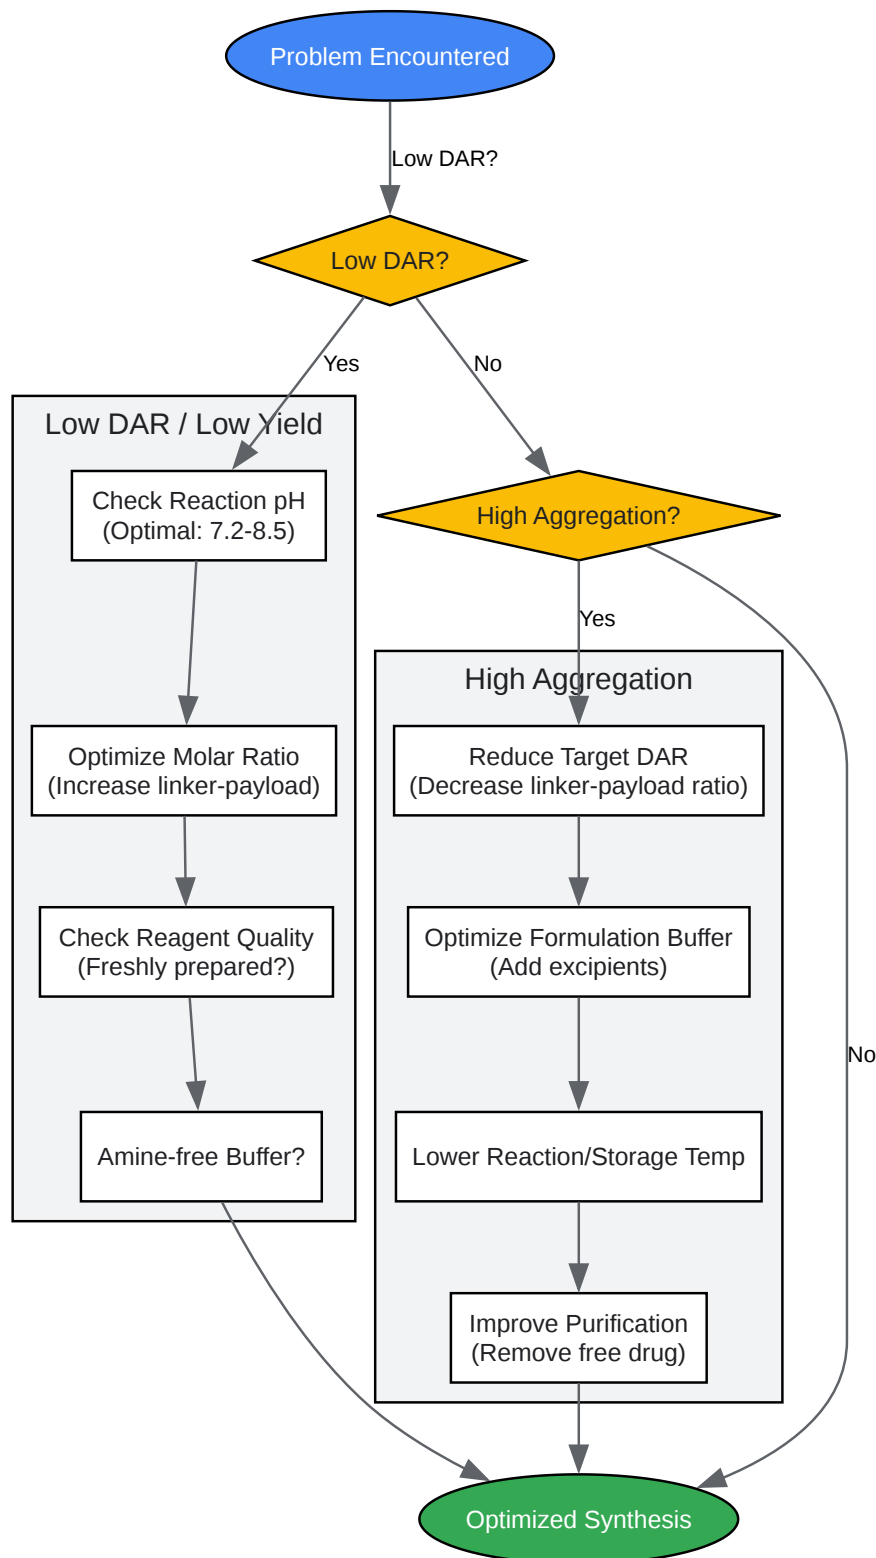 Problem Encountered
Low DAR?
Low DAR?
Yes
No
Low DAR / Low Yield
Check Reaction pH
(Optimal: 7.2-8.5)
High Aggregation?
Yes
High Aggregation
Optimize Molar Ratio
(Increase linker-payload)
Reduce Target DAR
(Decrease linker-payload ratio)
Check Reagent Quality
(Freshly prepared?)
Optimize Formulation Buffer
(Add excipients)
No
Amine-free Buffer?
Lower Reaction/Storage Temp
Improve Purification
(Remove free drug)
Optimized Synthesis